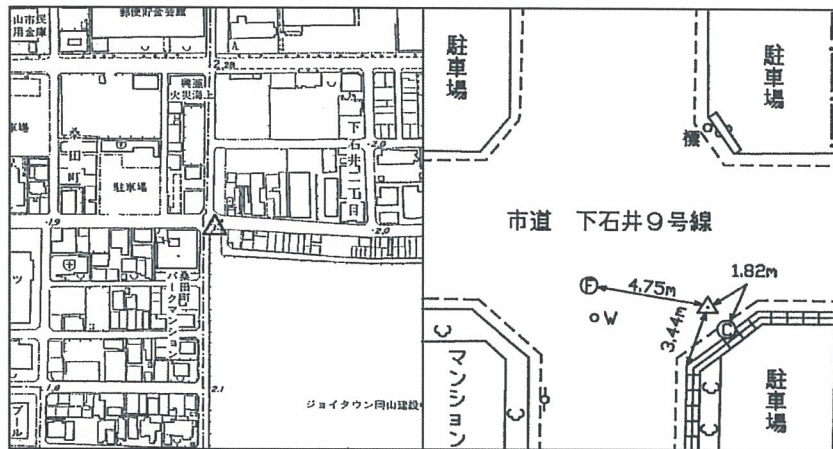 山市民
用金庫
郵便貯金会館
A
2.2m
興亜
火災海上
桑田町
車場
駐車場
下石井二丁目
-2.0
-1.9
-2.0
ツ
桑田町
パークマンション
1.8
2.1
プール
ジョイタウン岡山建設
駐車場
駐車場
標
市道 下石井9号線
F
4.75m
1.82m
W
3.44m
C
マンション
駐車場